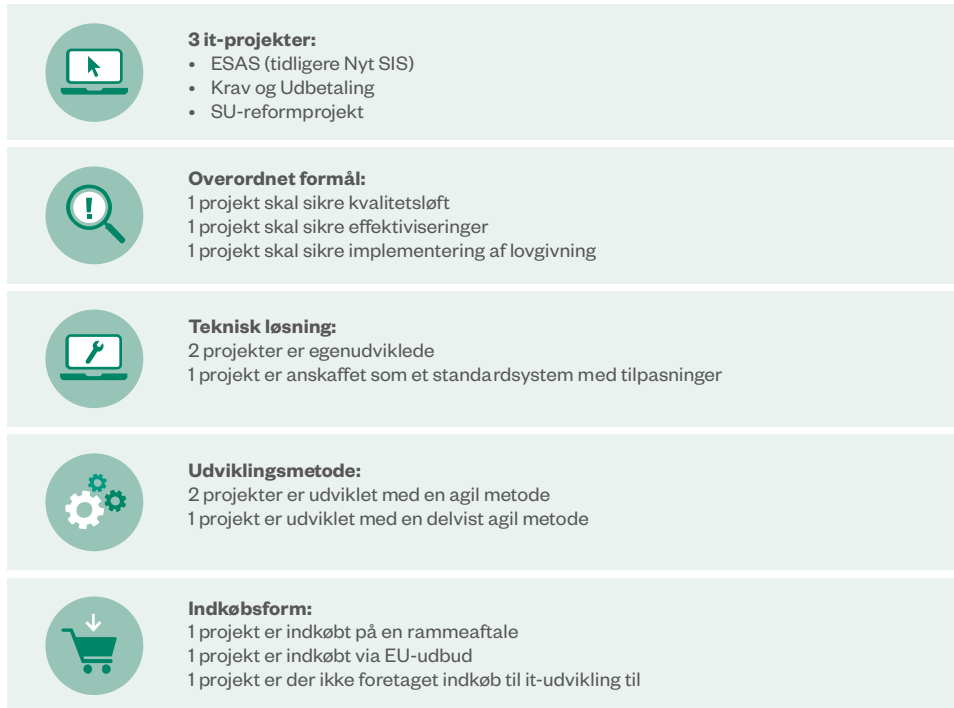 3 it-projekter:
• ESAS (tidligere Nyt SIS)
• Krav og Udbetaling
• SU-reformprojekt
Overordnet formål:
1 projekt skal sikre kvalitetsløft
1 projekt skal sikre effektiviseringer
1 projekt skal sikre implementering af lovgivning
Teknisk løsning:
2 projekter er egenudviklede
1 projekt er anskaffet som et standardsystem med tilpasninger
Udviklingsmetode:
2 projekter er udviklet med en agil metode
1 projekt er udviklet med en delvist agil metode
Indkøbsform:
1 projekt er indkøbt på en rammeaftale
1 projekt er indkøbt via EU-udbud
1 projekt er der ikke foretaget indkøb til it-udvikling til